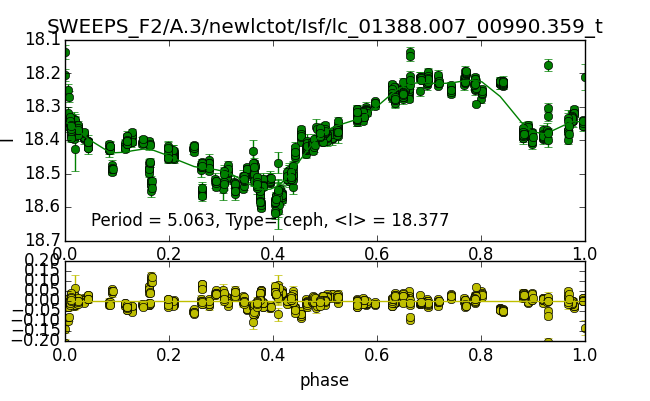 SWEEPS_F2/A.3/newlctot/Isf/lc_01388.007_00990.359_t
18.1
18.2
18.3
18.4
18.5
18.6
18.7
I
Period = 5.063, Type= ceph, <I> = 18.377
0.0 0.2 0.4 0.6 0.8 1.0
0.20
0.15
0.10
0.05
0.00
−0.05
−0.10
−0.15
−0.20
0.0 0.2 0.4 0.6 0.8 1.0
phase